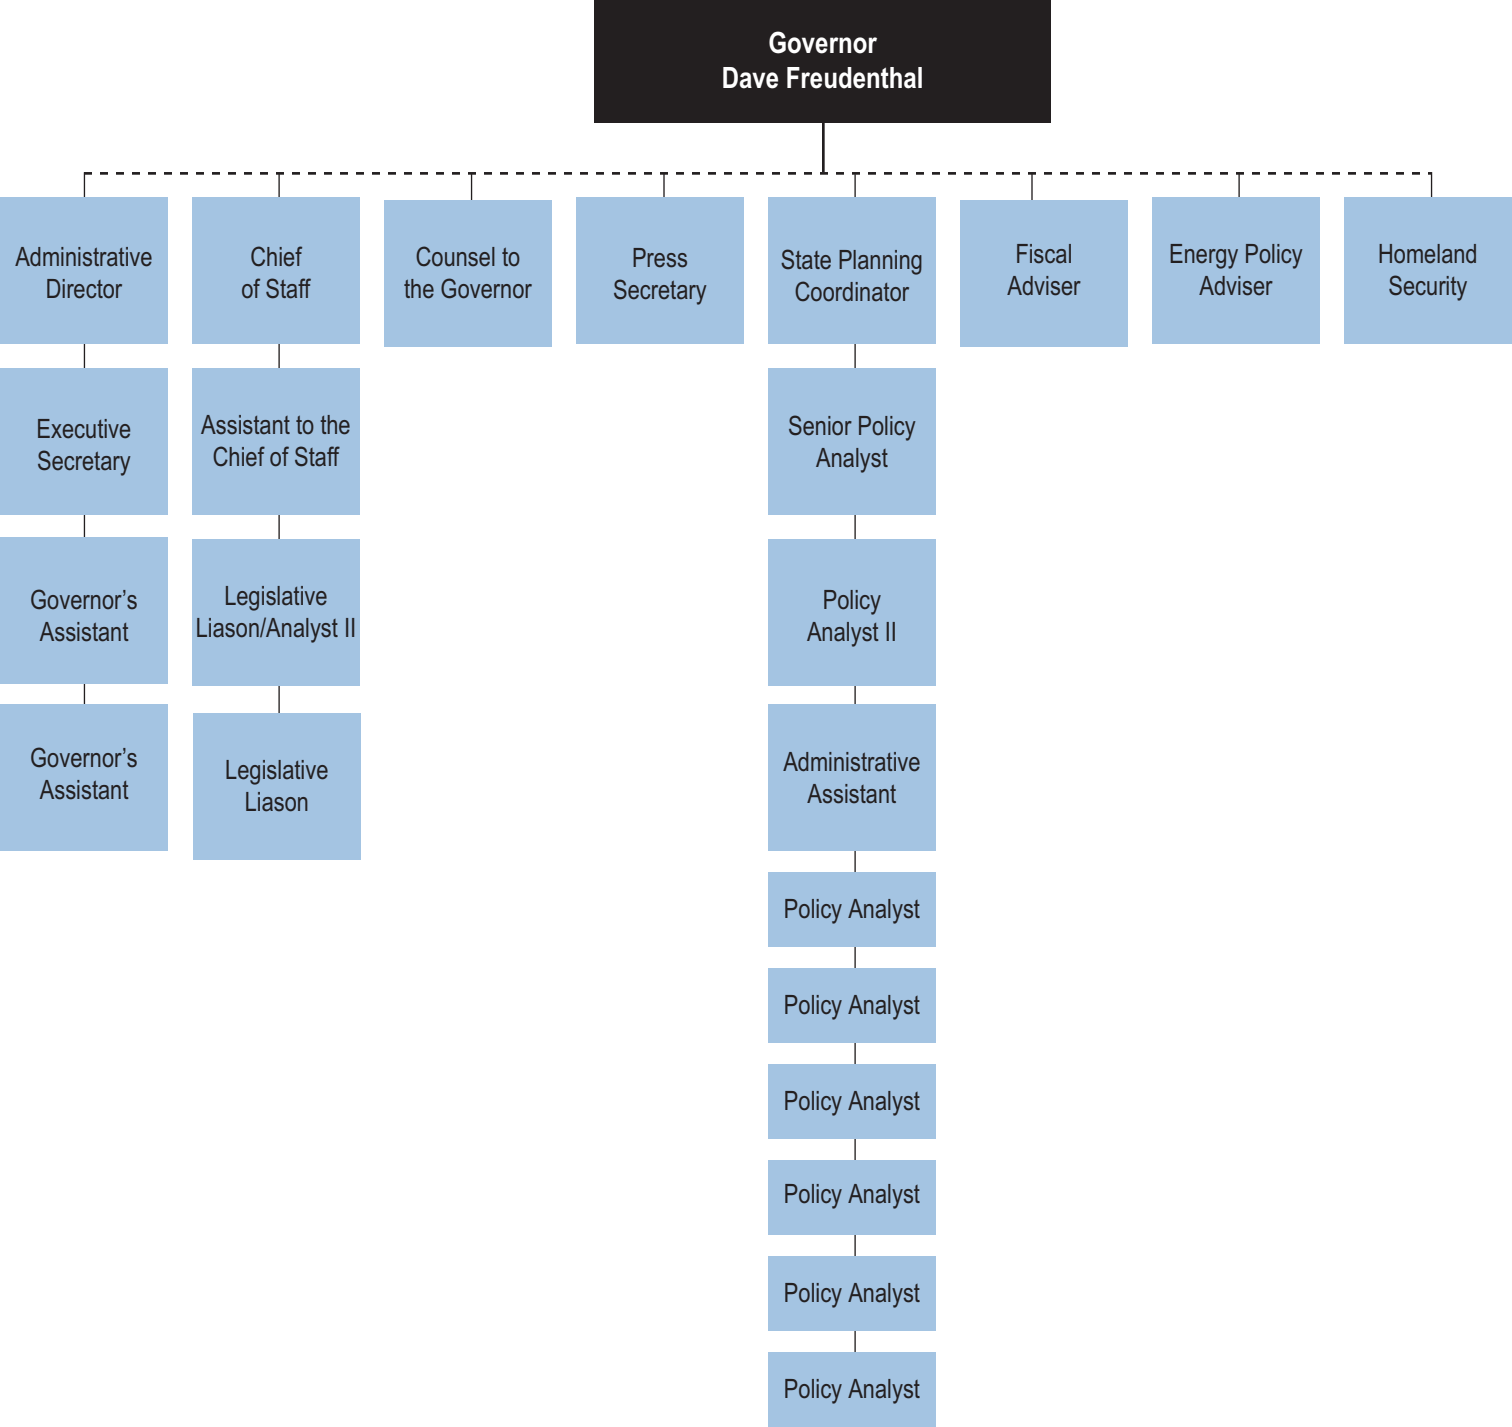 Governor
Dave Freudenthal
Administrative
Director
Chief
of Staff
Counsel to
the Governor
Press
Secretary
State Planning
Coordinator
Fiscal
Adviser
Energy Policy
Adviser
Homeland
Security
Executive
Secretary
Assistant to the
Chief of Staff
Senior Policy
Analyst
Governor’s
Assistant
Legislative
Liason/Analyst II
Policy
Analyst II
Governor’s
Assistant
Legislative
Liason
Administrative
Assistant
Policy Analyst
Policy Analyst
Policy Analyst
Policy Analyst
Policy Analyst
Policy Analyst